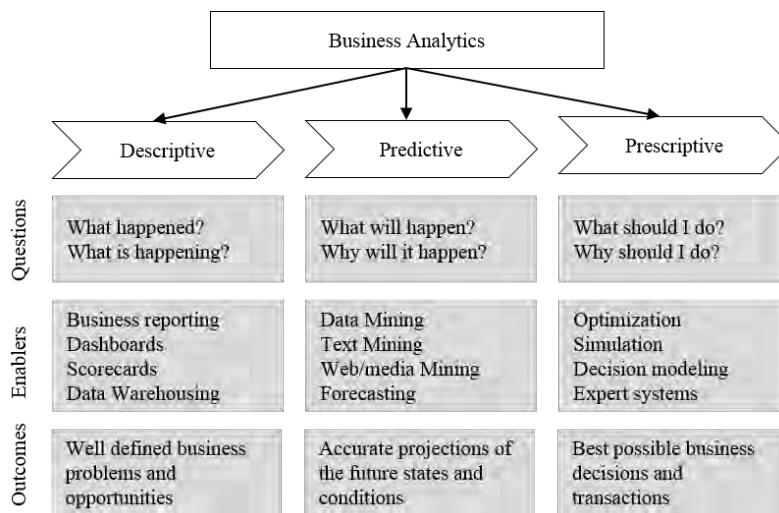 Business Analytics
Descriptive
Predictive
Prescriptive
Questions
What happened?
What is happening?
What will happen?
Why will it happen?
What should I do?
Why should I do?
Enablers
Business reporting
Dashboards
Scorecards
Data Warehousing
Data Mining
Text Mining
Web/media Mining
Forecasting
Optimization
Simulation
Decision modeling
Expert systems
Outcomes
Well defined business
problems and
opportunities
Accurate projections of
the future states and
conditions
Best possible business
decisions and
transactions